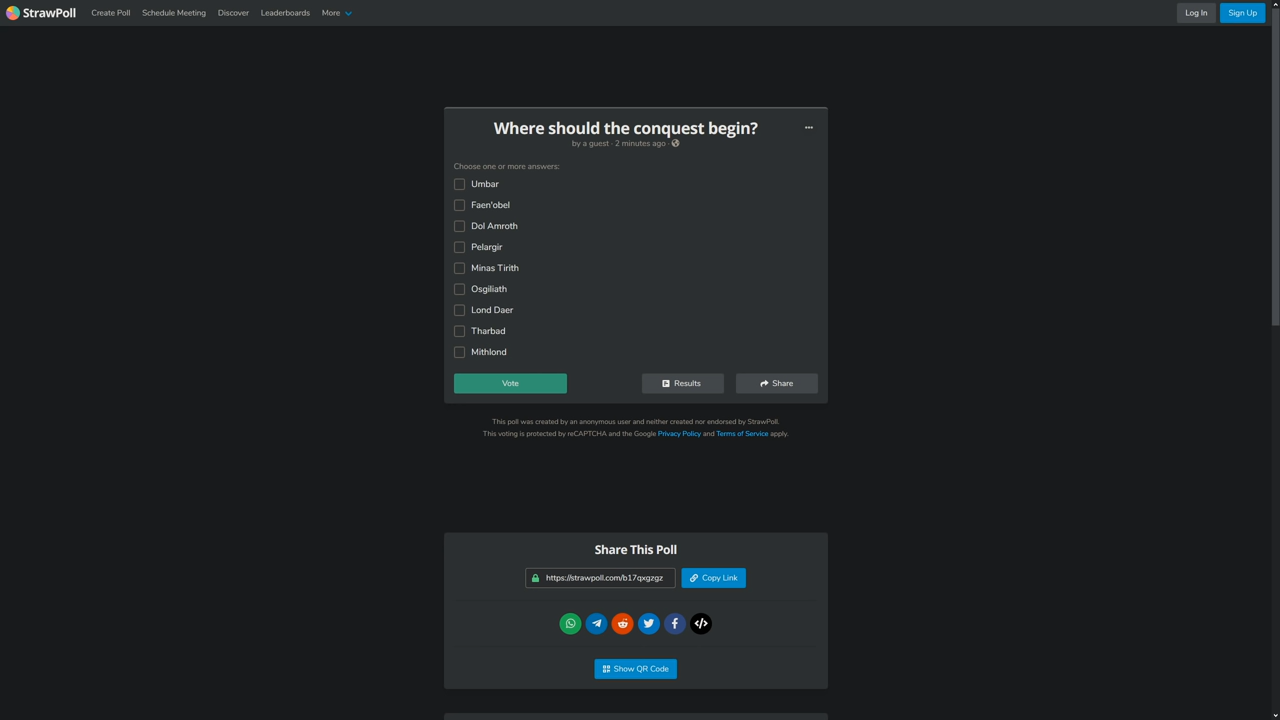 StrawPoll Create Poll Schedule Meeting Discover Leaderboards More Log In Sign Up
Where should the conquest begin?
by a guest · 2 minutes ago ·
Choose one or more answers:
Umbar
Faen'obel
Dol Amroth
Pelargir
Minas Tirith
Osgiliath
Lond Daer
Tharbad
Mithlond
Vote Results Share
This poll was created by an anonymous user and neither created nor endorsed by StrawPoll.
This voting is protected by reCAPTCHA and the Google Privacy Policy and Terms of Service apply.
Share This Poll
https://strawpoll.com/b17qxgzgz Copy Link
Show QR Code